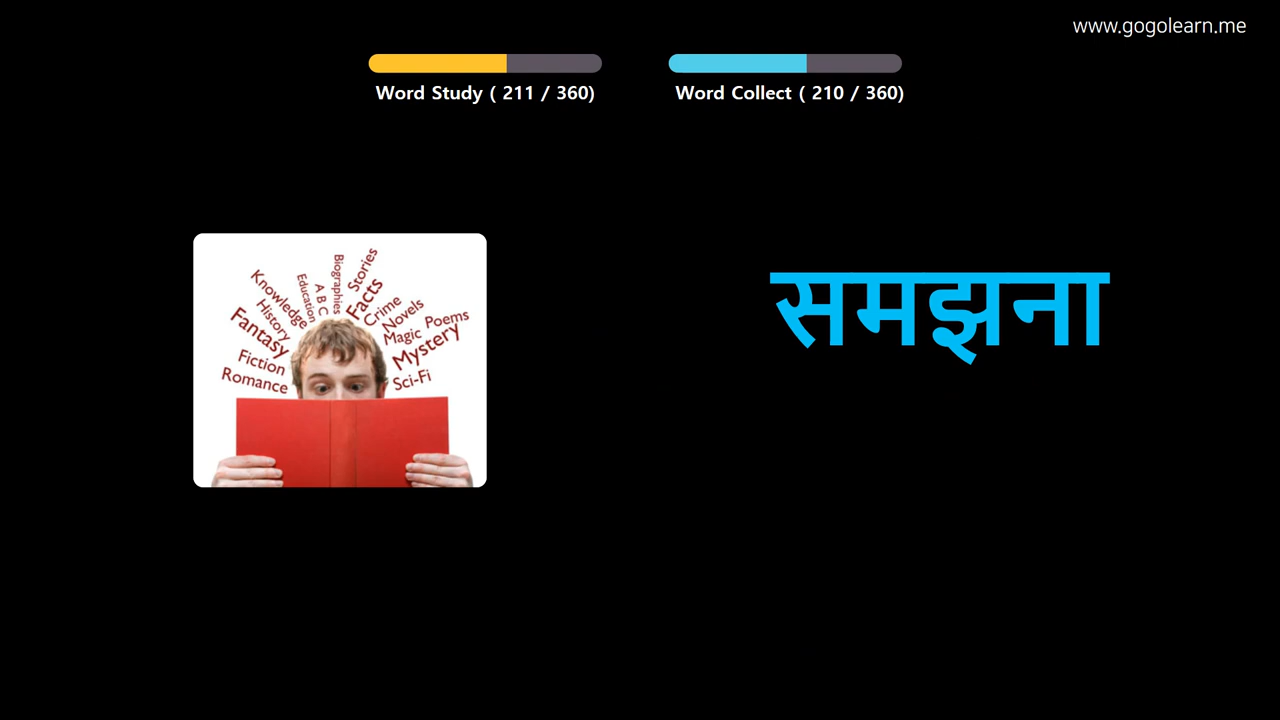 www.gogolearn.me
Word Study ( 211 / 360)
Word Collect ( 210 / 360)
समझना
Knowledge
History
Fantasy
Fiction
Romance
Education
A B C
Biographies
Stories
Facts
Crime
Novels
Magic
Poems
Mystery
Sci-Fi